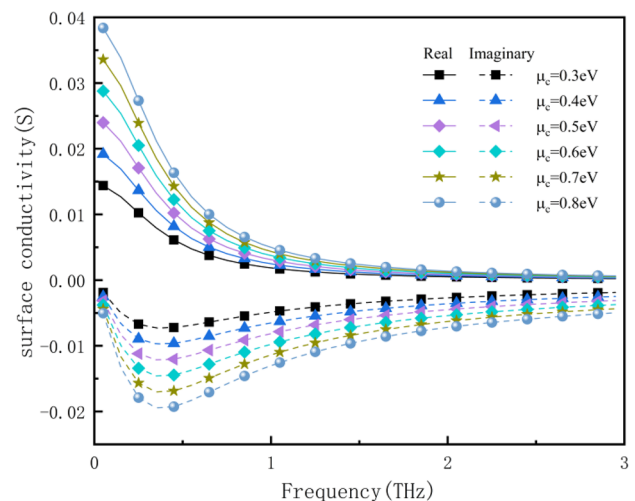 0.04
0.03
0.02
0.01
0.00
-0.01
-0.02
surface conductivity(S)
Real Imaginary
μc=0.3eV
μc=0.4eV
μc=0.5eV
μc=0.6eV
μc=0.7eV
μc=0.8eV
0 1 2 3
Frequency(THz)